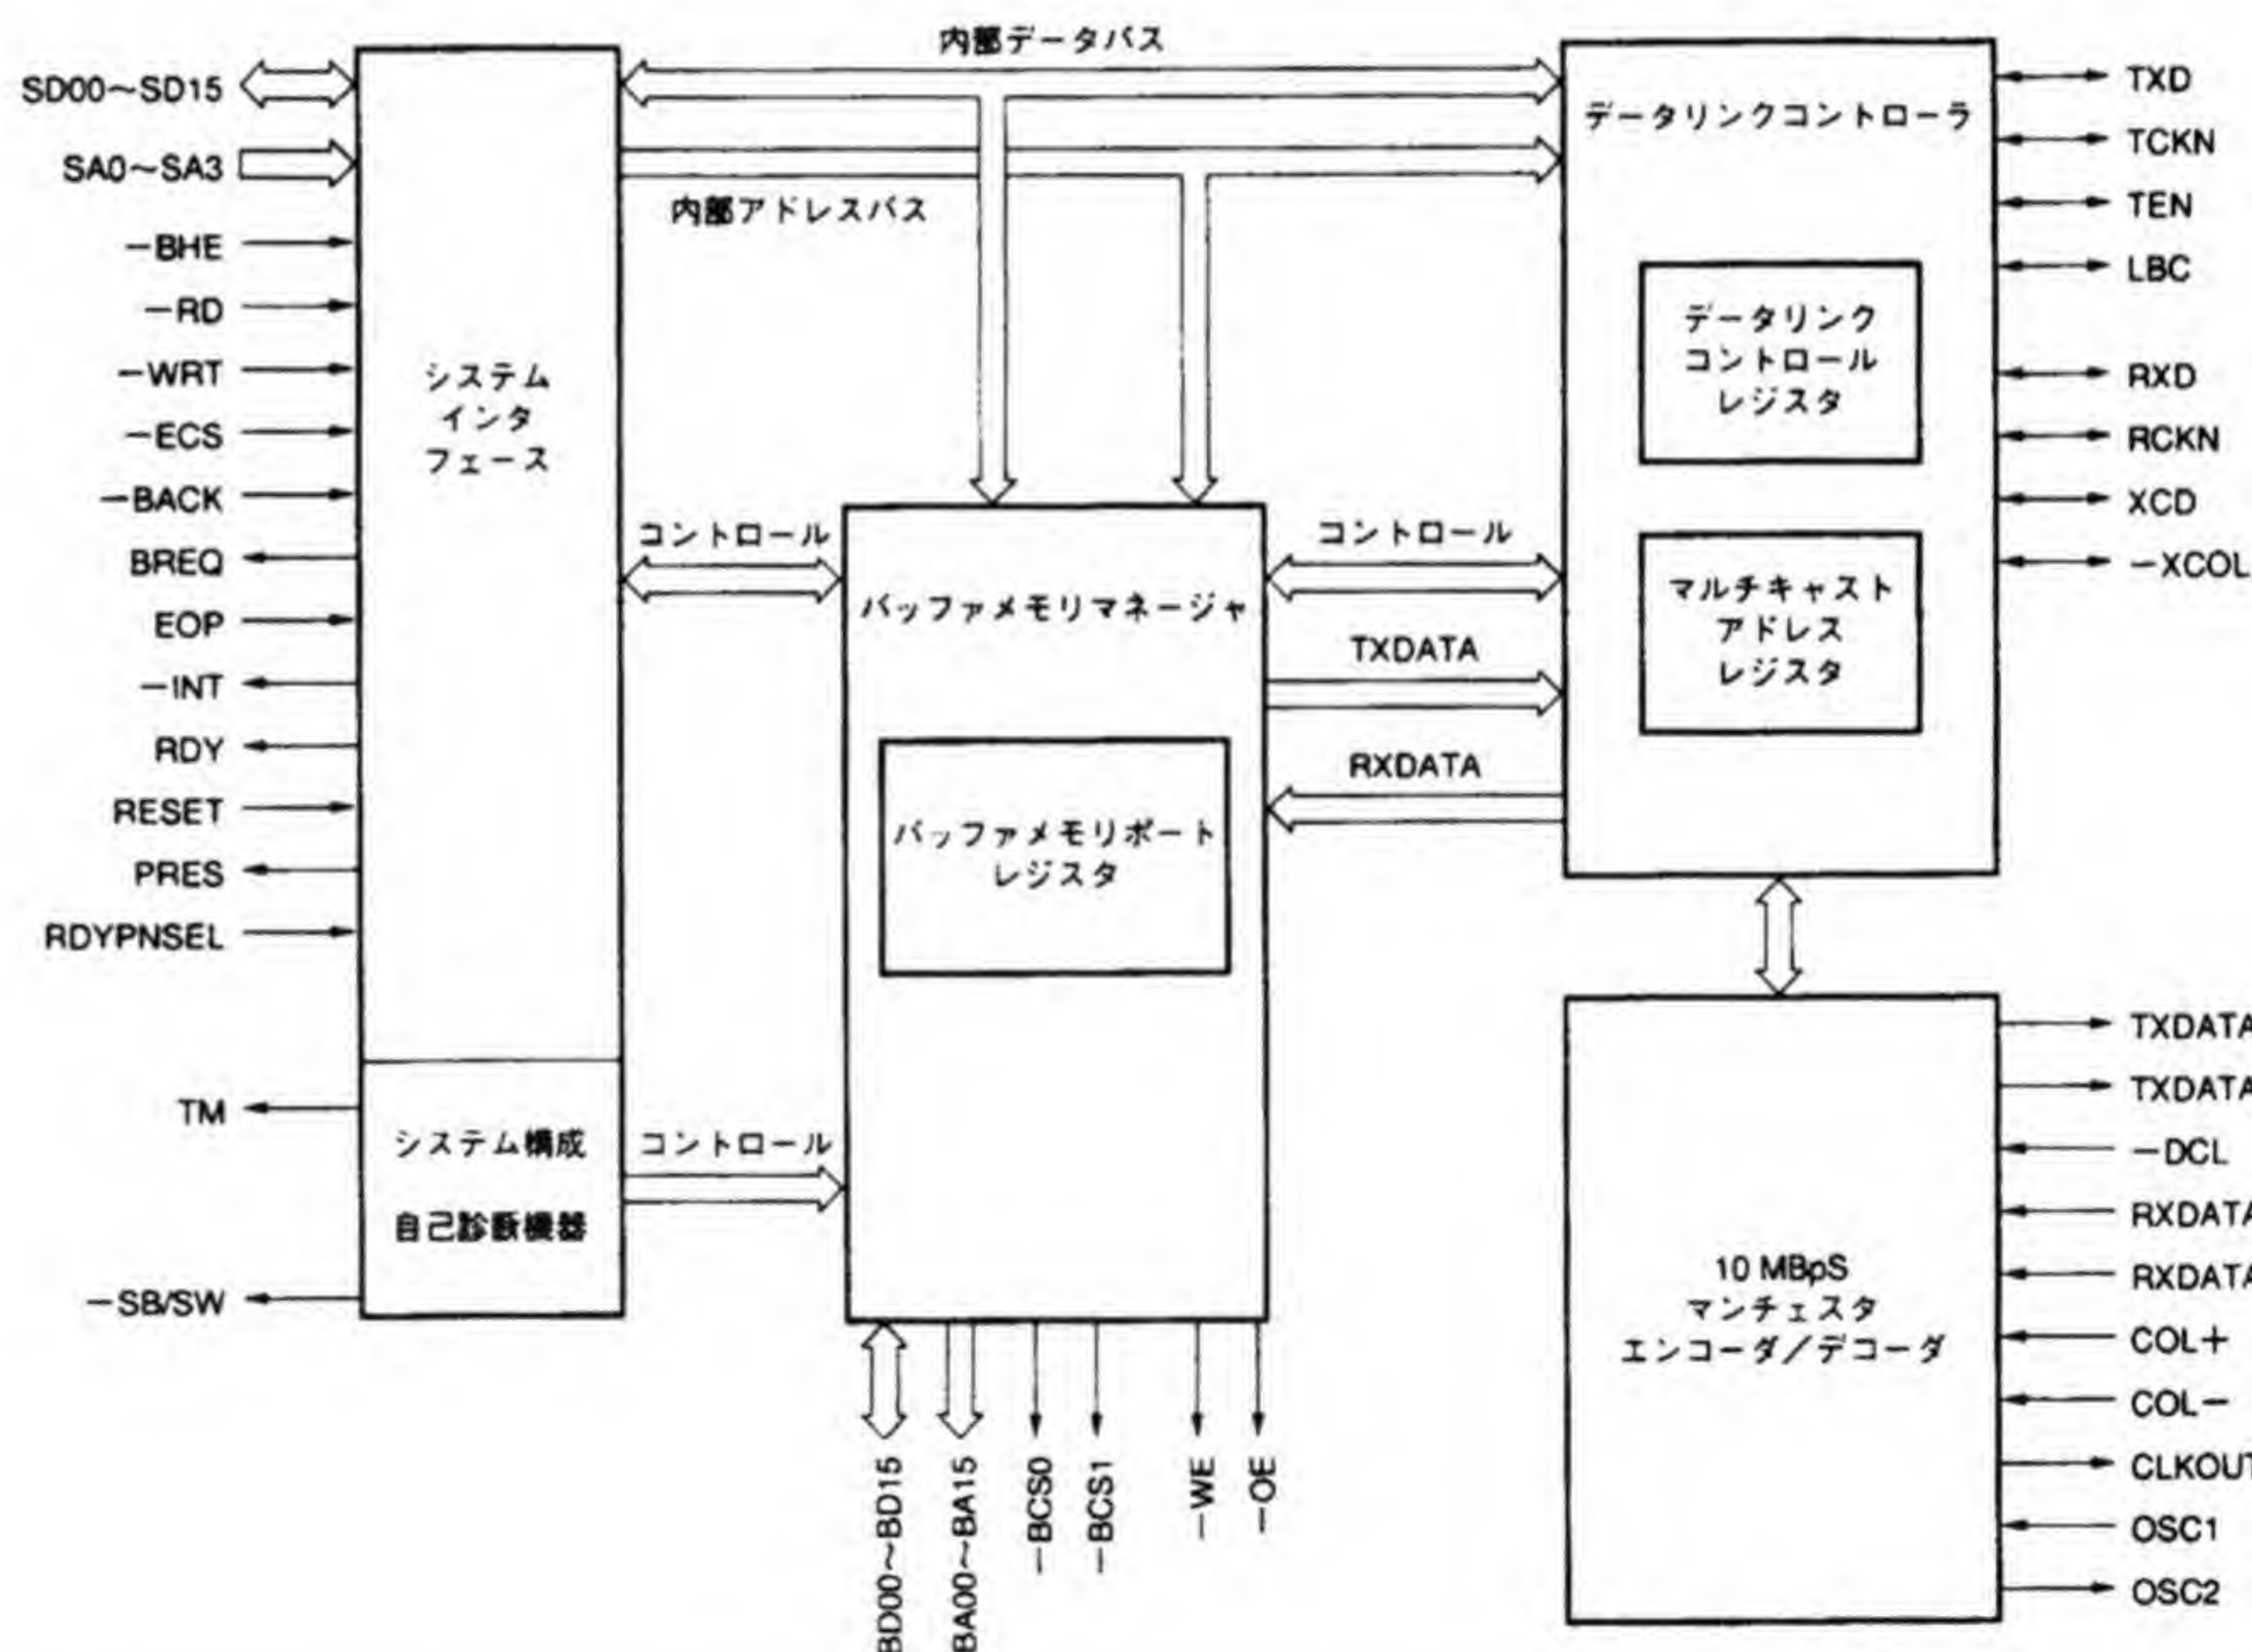 内部データバス
SD00～SD15
SA0～SA3
内部アドレスバス
−BHE
−RD
−WRT
−ECS
−BACK
BREQ
EOP
−INT
RDY
RESET
PRES
RDYPNSEL
TM
−SB/SW
システム
インタ
フェース
システム構成
自己診断機器
コントロール
コントロール
バッファメモリマネージャ
バッファメモリポート
レジスタ
コントロール
TXDATA
RXDATA
BD00～BD15
BA00～BA15
−BCS0
−BCS1
−WE
−OE
データリンクコントローラ
データリンク
コントロール
レジスタ
マルチキャスト
アドレス
レジスタ
TXD
TCKN
TEN
LBC
RXD
RCKN
XCD
−XCOL
10 MBpS
マンチェスタ
エンコーダ/デコーダ
TXDATA
TXDATA
−DCL
RXDATA
RXDATA
COL+
COL−
CLKOUT
OSC1
OSC2